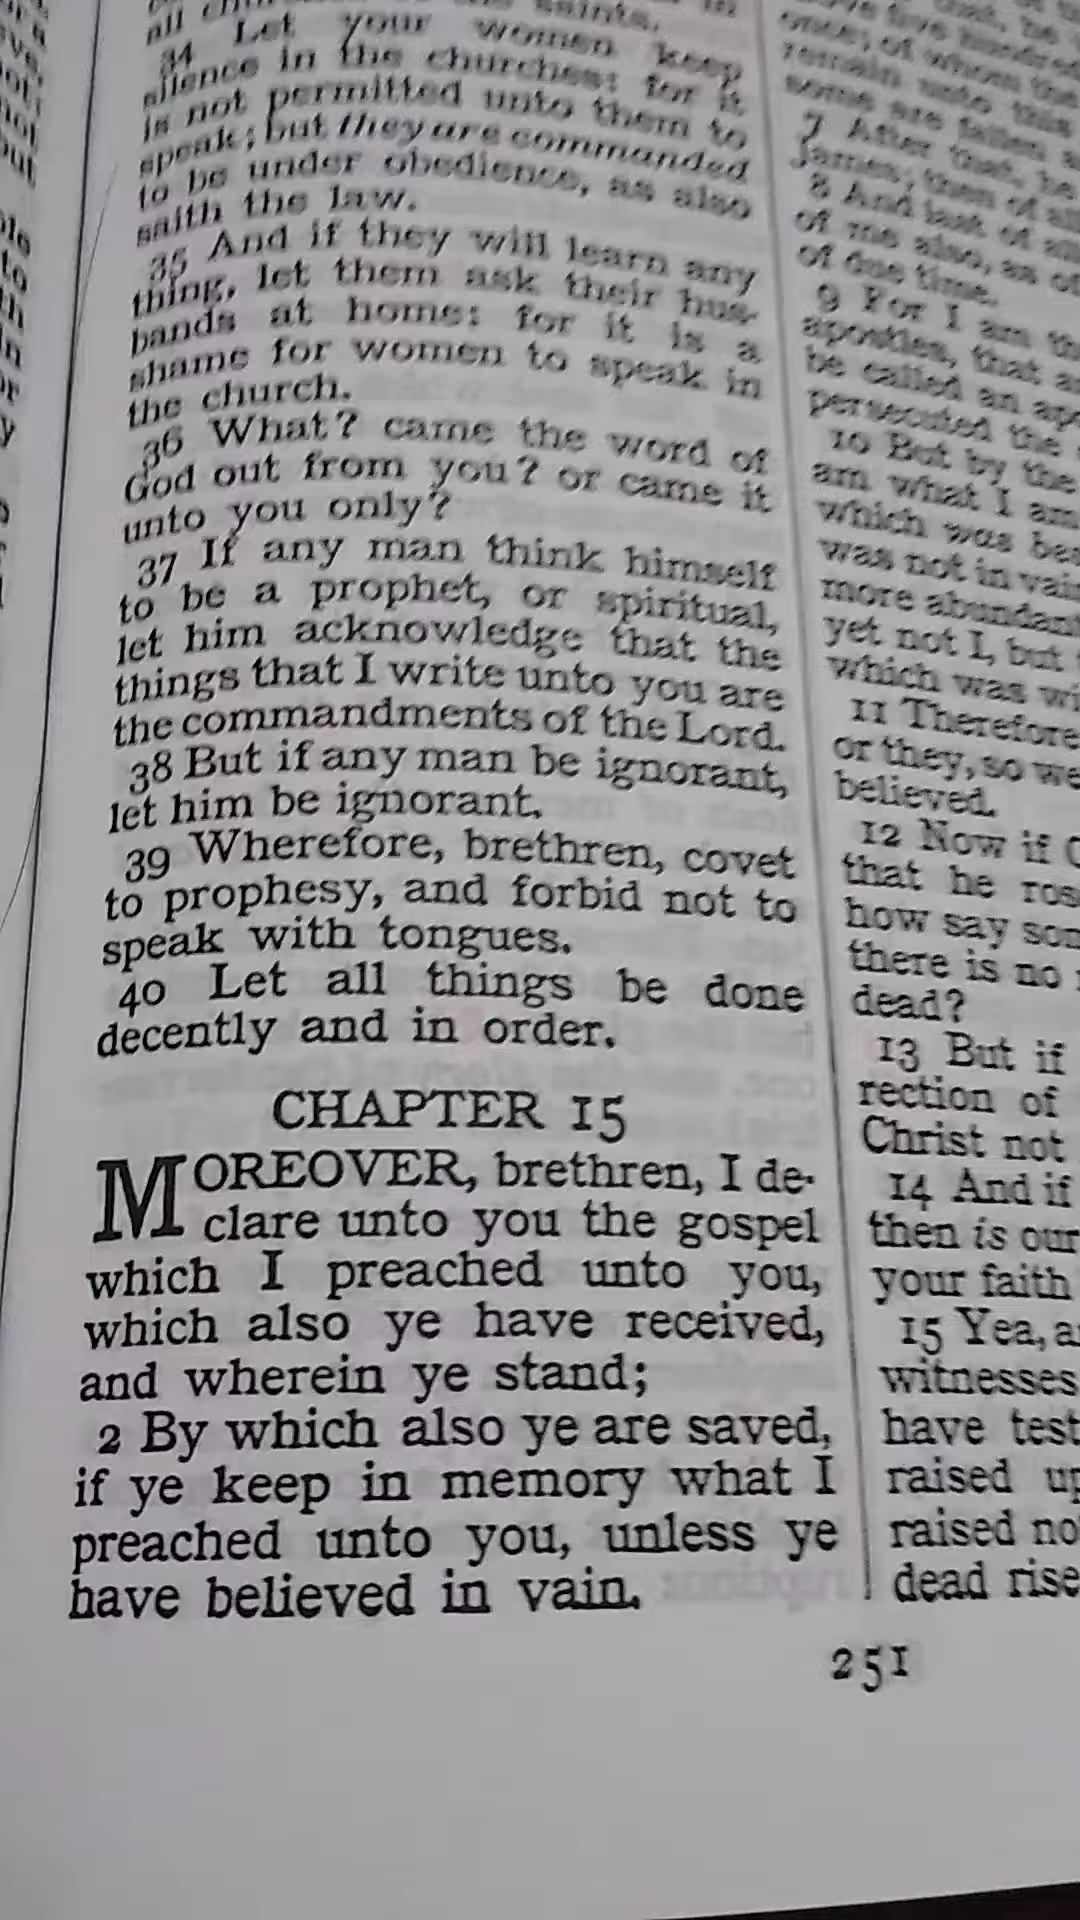 34 Let your women keep
silence in the churches: for it
is not permitted unto them to
speak; but they are commanded
to be under obedience, as also
saith the law.
35 And if they will learn any
thing, let them ask their hus-
bands at home: for it is a
shame for women to speak in
the church.
36 What? came the word of
God out from you? or came it
unto you only?
37 If any man think himself
to be a prophet, or spiritual,
let him acknowledge that the
things that I write unto you are
the commandments of the Lord.
38 But if any man be ignorant,
let him be ignorant.
39 Wherefore, brethren, covet
to prophesy, and forbid not to
speak with tongues.
40 Let all things be done
decently and in order.
CHAPTER 15
MOREOVER, brethren, I de-
clare unto you the gospel
which I preached unto you,
which also ye have received,
and wherein ye stand;
2 By which also ye are saved,
if ye keep in memory what I
preached unto you, unless ye
have believed in vain.
once; of whom the
remain unto this
some are fallen
7 After that, he
James; then of all
8 And last of all
of me also, as of
of due time.
9 For I am
apostles, that
be called an
persecuted the
10 But by the
am what I am
which was
was not in vain
more
yet not I, but
which was
11 Therefore
or they, so we
believed.
12 Now if
that he
how say
there is no
dead?
13 But if
rection of
Christ not
14 And if
then is our
your faith
15 Yea,
witnesses
have
raised
raised
dead rise
251